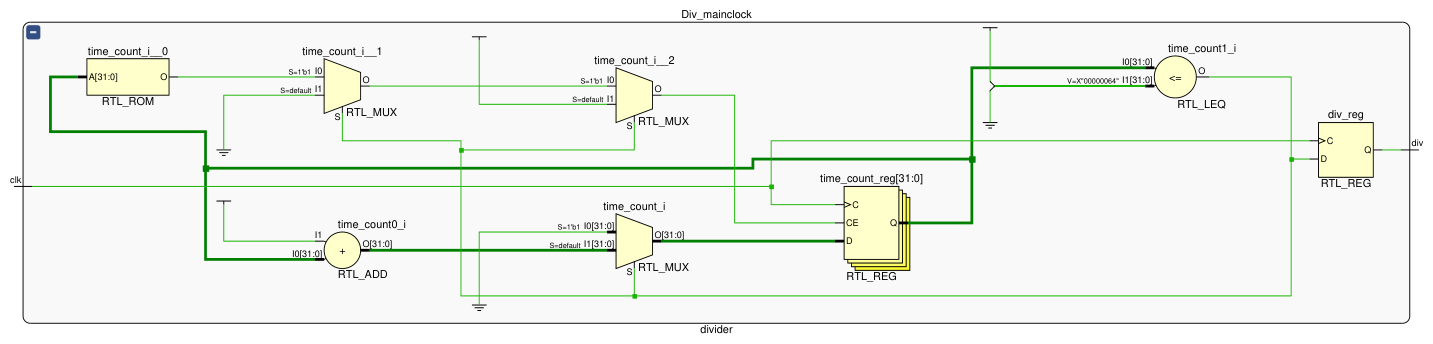 Div_mainclock
time_count_i__0
A[31:0] O
RTL_ROM
time_count_i__1
S=1'b1 I0
S=default I1
O
S
RTL_MUX
time_count_i__2
S=1'b1 I0
S=default I1
O
S
RTL_MUX
time_count1_i
I0[31:0]
V=X"00000064" I1[31:0]
O
<=
RTL_LEQ
div_reg
C
D
Q
RTL_REG
div
clk
time_count0_i
I1
I0[31:0]
+
O[31:0]
RTL_ADD
time_count_i
S=1'b1 I0[31:0]
S=default I1[31:0]
O[31:0]
S
RTL_MUX
time_count_reg[31:0]
C
CE
D
Q
RTL_REG
divider